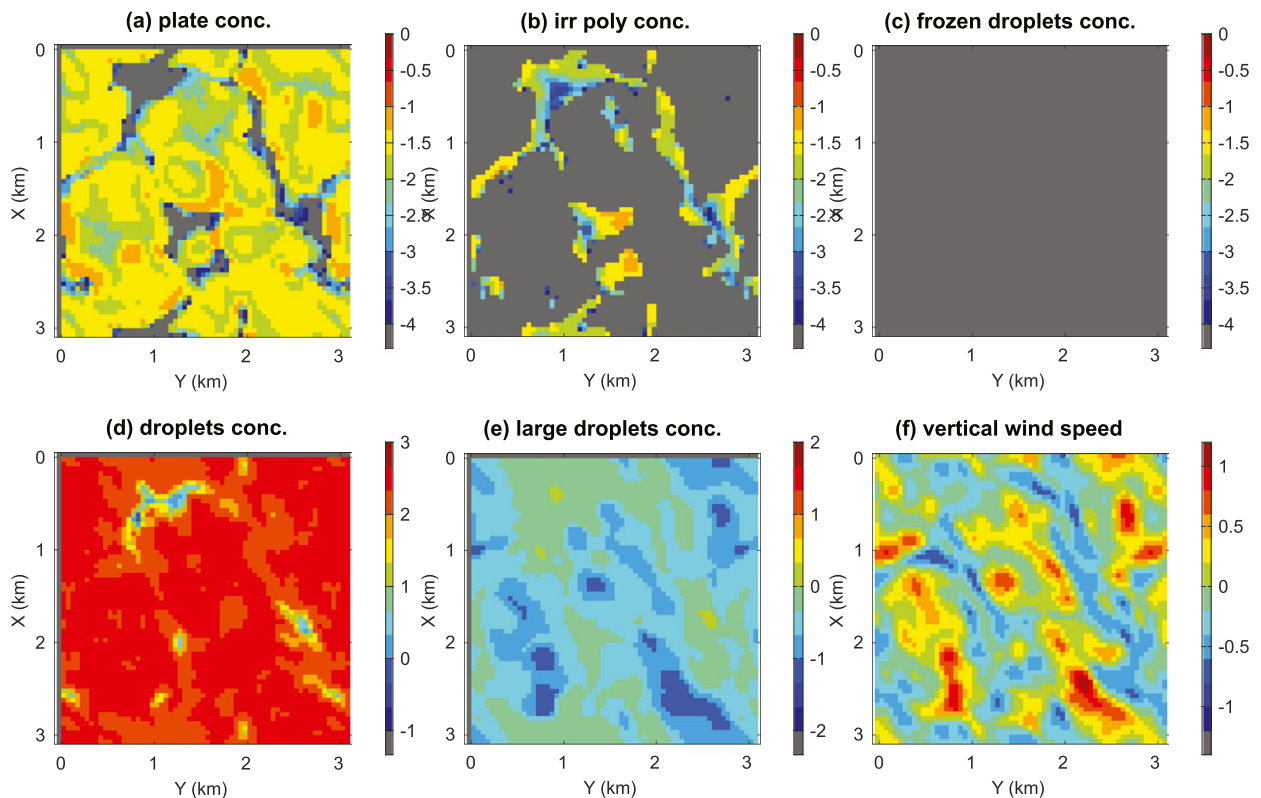 (a) plate conc. (b) irr poly conc. (c) frozen droplets conc.
0 0 0 0 0 0
-0.5 -0.5 -0.5
-1 -1 -1
1 1 1
-1.5 -1.5 -1.5
X (km) -2 X (km) -2 X (km) -2
-2.5 -2.5 -2.5
2 2 2
-3 -3 -3
-3.5 -3.5 -3.5
3 -4 3 -4 3 -4
0 1 2 3 0 1 2 3 0 1 2 3
Y (km) Y (km) Y (km)
(d) droplets conc. (e) large droplets conc. (f) vertical wind speed
0 3 0 2 0 1
2 1 0.5
1 1 1
X (km) 1 X (km) 0 X (km) 0
2 0 2 -1 2 -0.5
3 -1 3 -2 3 -1
0 1 2 3 0 1 2 3 0 1 2 3
Y (km) Y (km) Y (km)